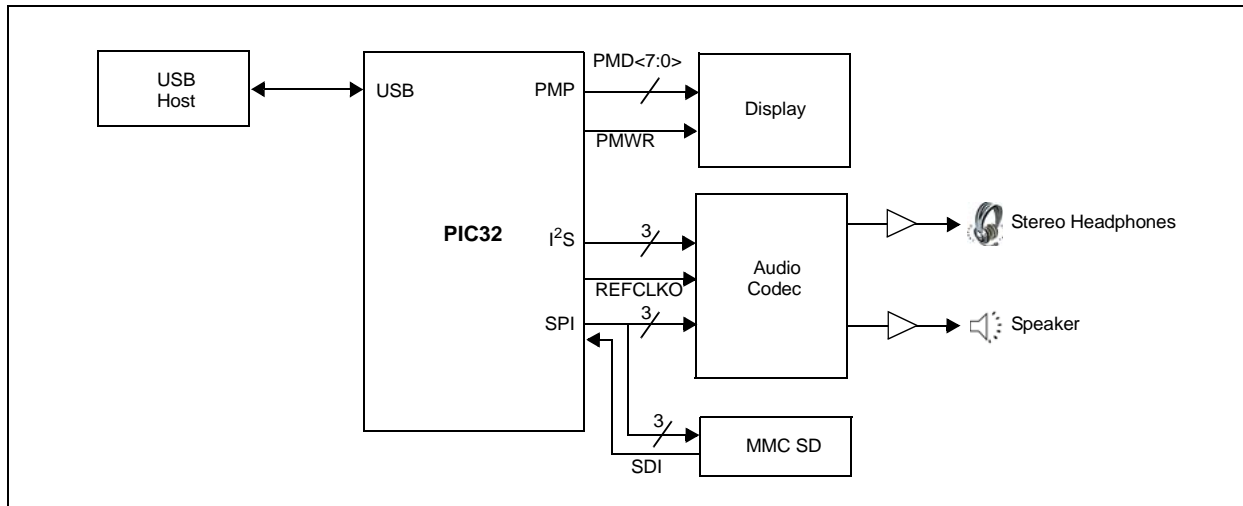 USB
Host
USB
PMP
PMD<7:0>
Display
PMWR
PIC32
I²S
3
Audio
Codec
REFCLKO
SPI
3
Stereo Headphones
Speaker
3
MMC SD
SDI